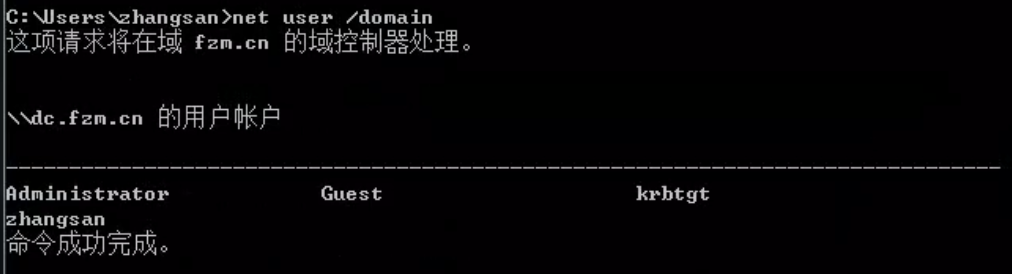 C:\Users\zhangsan>net user /domain
这项请求将在域 fzm.cn 的域控制器处理。
\\dc.fzm.cn 的用户帐户
-------------------------------------------------------------------------------
Administrator Guest krbtgt
zhangsan
命令成功完成。